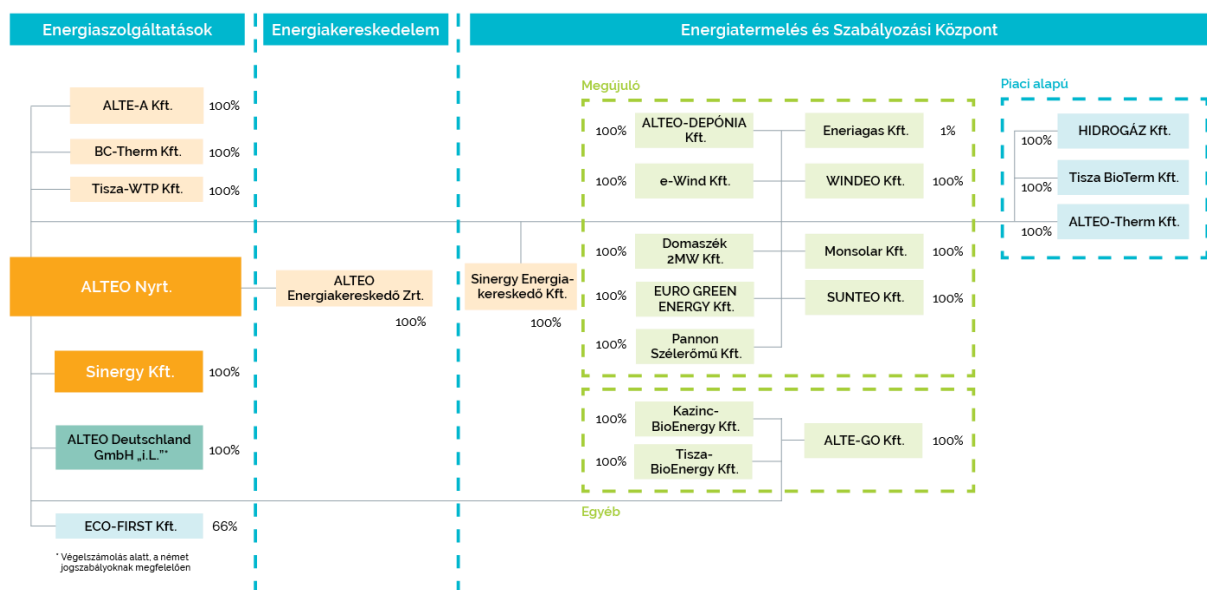 Energiaszolgáltatások
Energiakereskedelem
Energiatermelés és Szabályozási Központ
ALTE-A Kft.
100%
BC-Therm Kft.
100%
Tisza-WTP Kft.
100%
ALTEO Nyrt.
Sinergy Kft.
100%
ALTEO Deutschland
GmbH „i.L.”*
100%
ECO-FIRST Kft.
66%
* Végelszámolás alatt, a német
jogszabályoknak megfelelően
ALTEO
Energiakereskedő Zrt.
100%
Sinergy Energia-
kereskedő Kft.
100%
Megújuló
100%
ALTEO-DEPÓNIA
Kft.
Eneriagas Kft.
1%
100%
e-Wind Kft.
WINDEO Kft.
100%
100%
Domaszék
2MW Kft.
Monsolar Kft.
100%
100%
EURO GREEN
ENERGY Kft.
SUNTEO Kft.
100%
100%
Pannon
Szélerőmű Kft.
100%
Kazinc-
BioEnergy Kft.
100%
Tisza-
BioEnergy Kft.
ALTE-GO Kft.
100%
Egyéb
Piaci alapú
100%
HIDROGÁZ Kft.
100%
Tisza BioTerm Kft.
100%
ALTEO-Therm Kft.